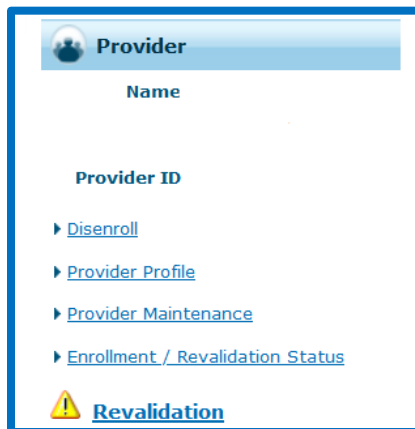 Provider
Name
Provider ID
Disenroll
Provider Profile
Provider Maintenance
Enrollment / Revalidation Status
Revalidation